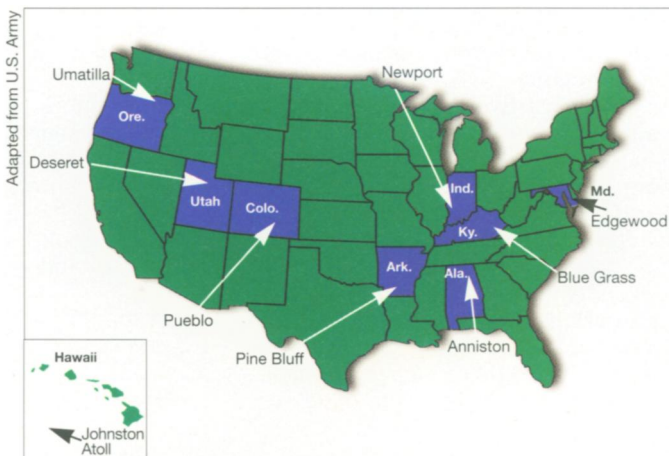 Adapted from U.S. Army
Umatilla
Newport
Ore.
Deseret
Utah
Colo.
Ind.
Md.
Edgewood
Ky.
Ark.
Ala.
Blue Grass
Pueblo
Pine Bluff
Anniston
Hawaii
Johnston
Atoll